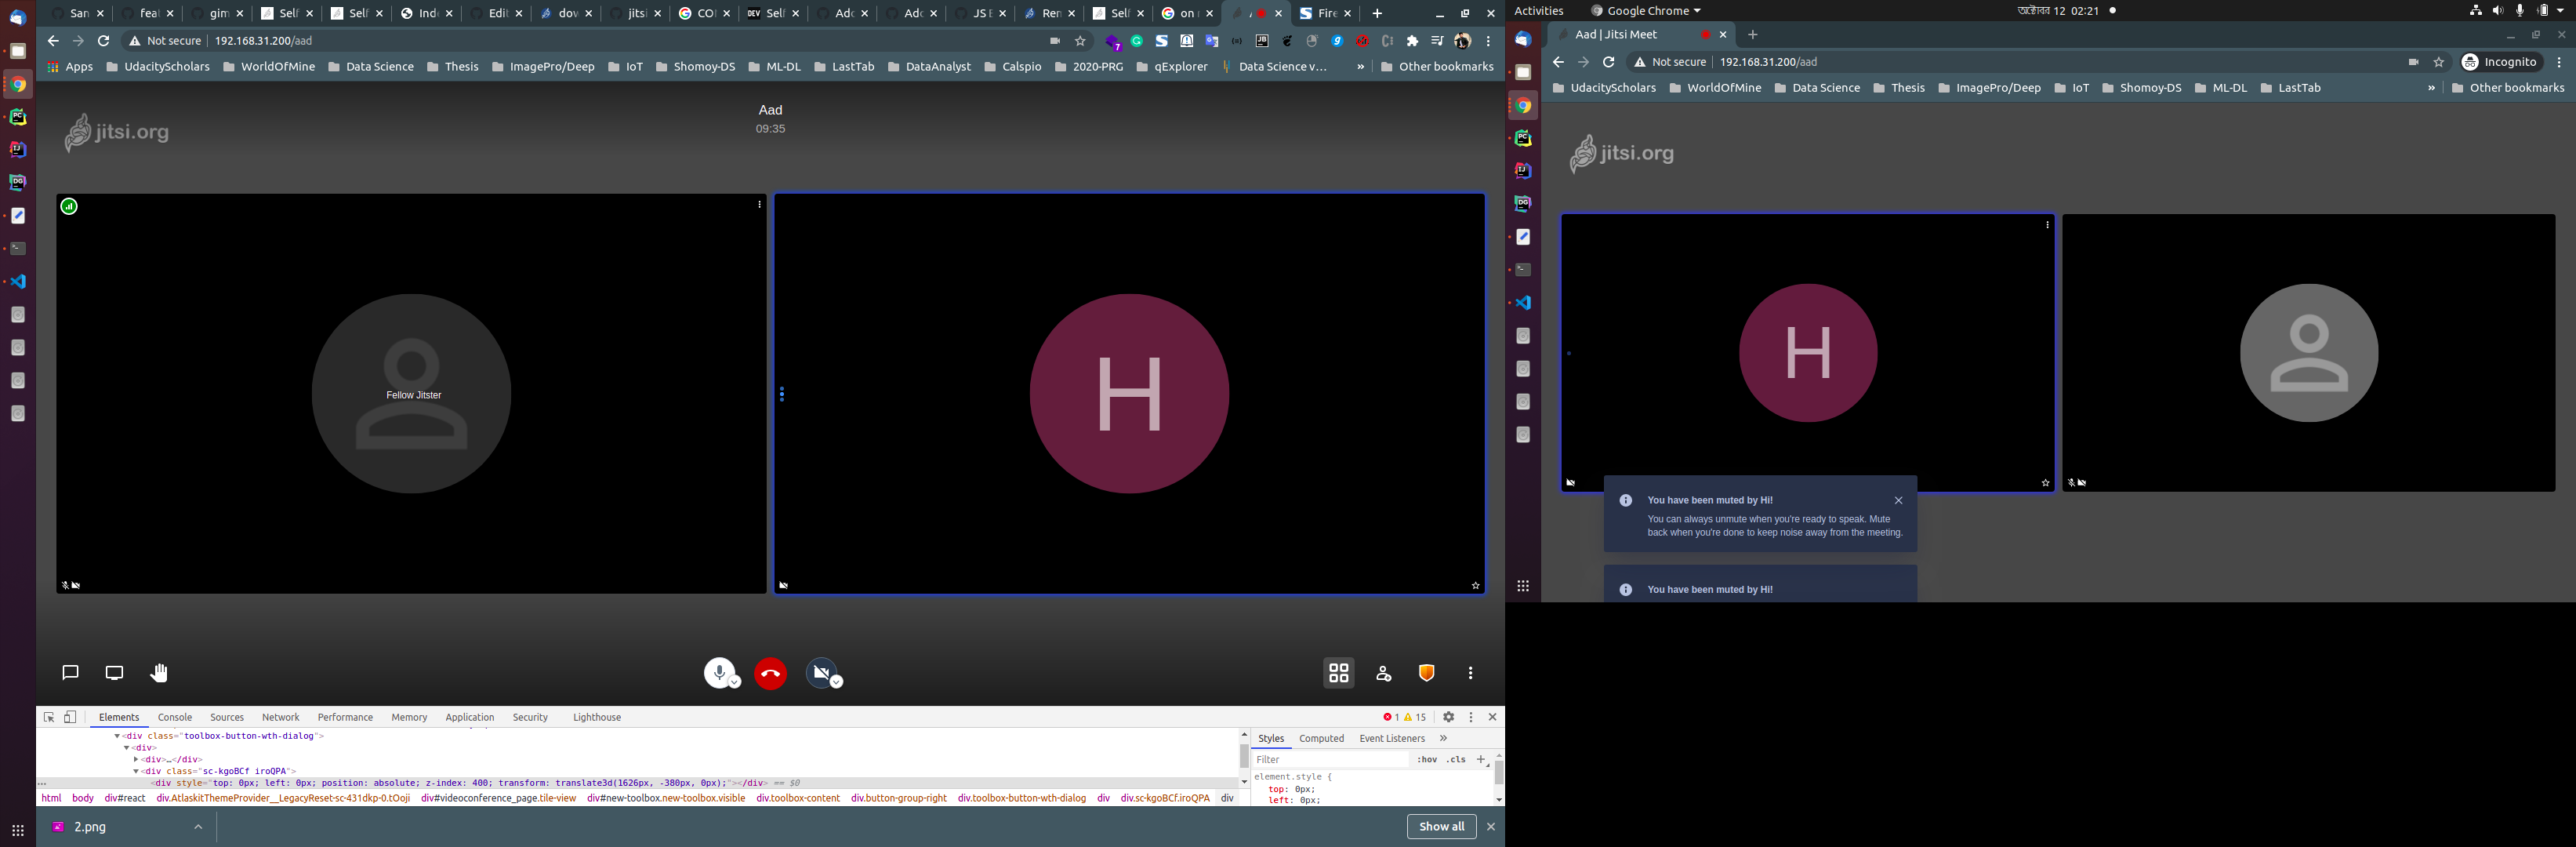 San
feat
gim
Self
Self
Inde
Edit
dov
jitsi
COI
Self
Adc
Adc
JS E
Ren
Self
on r
Fire
Not secure 192.168.31.200/aad
7
Apps UdacityScholars WorldOfMine Data Science Thesis ImagePro/Deep IoT Shomoy-DS ML-DL LastTab DataAnalyst Calspio 2020-PRG qExplorer Data Science v… » Other bookmarks
jitsi.org
Aad
09:35
Fellow Jitster
H
Elements Console Sources Network Performance Memory Application Security Lighthouse 1 15
<div class="toolbox-button-wth-dialog">
<div>
<div>…</div>
<div class="sc-kgoBCf iroQPA">
<div style="top: 0px; left: 0px; position: absolute; z-index: 400; transform: translate3d(1626px, -380px, 0px);"></div> == $0
html body div#react div.AtlaskitThemeProvider__LegacyReset-sc-431dkp-0.tOoji div#videoconference_page.tile-view div#new-toolbox.new-toolbox.visible div.toolbox-content div.button-group-right div.toolbox-button-wth-dialog div div.sc-kgoBCf.iroQPA div
Styles Computed Event Listeners »
Filter :hov .cls +
element.style {
top: 0px;
left: 0px;
2.png
Show all
Activities Google Chrome অক্টোবর 12 02:21
Aad | Jitsi Meet
Not secure 192.168.31.200/aad Incognito
UdacityScholars WorldOfMine Data Science Thesis ImagePro/Deep IoT Shomoy-DS ML-DL LastTab » Other bookmarks
jitsi.org
H
You have been muted by Hi!
You can always unmute when you're ready to speak. Mute
back when you're done to keep noise away from the meeting.
You have been muted by Hi!